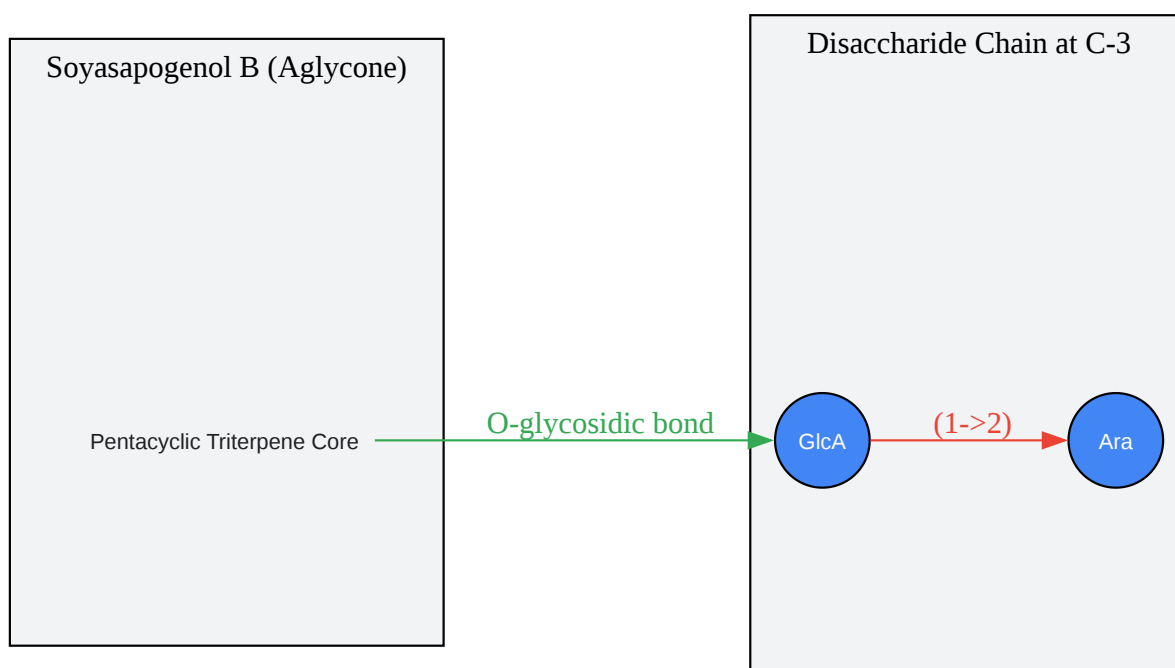 Soyasapogenol B (Aglycone)
Disaccharide Chain at C-3
Pentacyclic Triterpene Core
O-glycosidic bond
GlcA
(1->2)
Ara